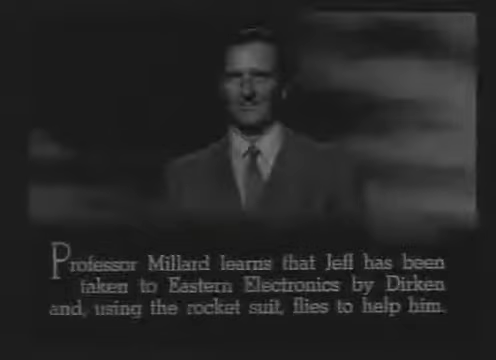 Professor Millard learns that Jeff has been
taken to Eastern Electronics by Dirken
and, using the rocket suit, flies to help him.